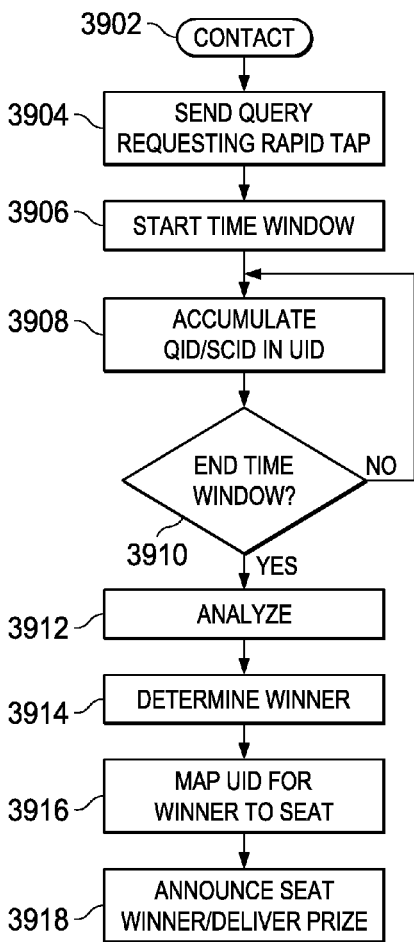 3902
CONTACT
3904
SEND QUERY
REQUESTING RAPID TAP
3906
START TIME WINDOW
3908
ACCUMULATE
QID/SCID IN UID
END TIME
WINDOW?
NO
3910
YES
3912
ANALYZE
3914
DETERMINE WINNER
3916
MAP UID FOR
WINNER TO SEAT
3918
ANNOUNCE SEAT
WINNER/DELIVER PRIZE